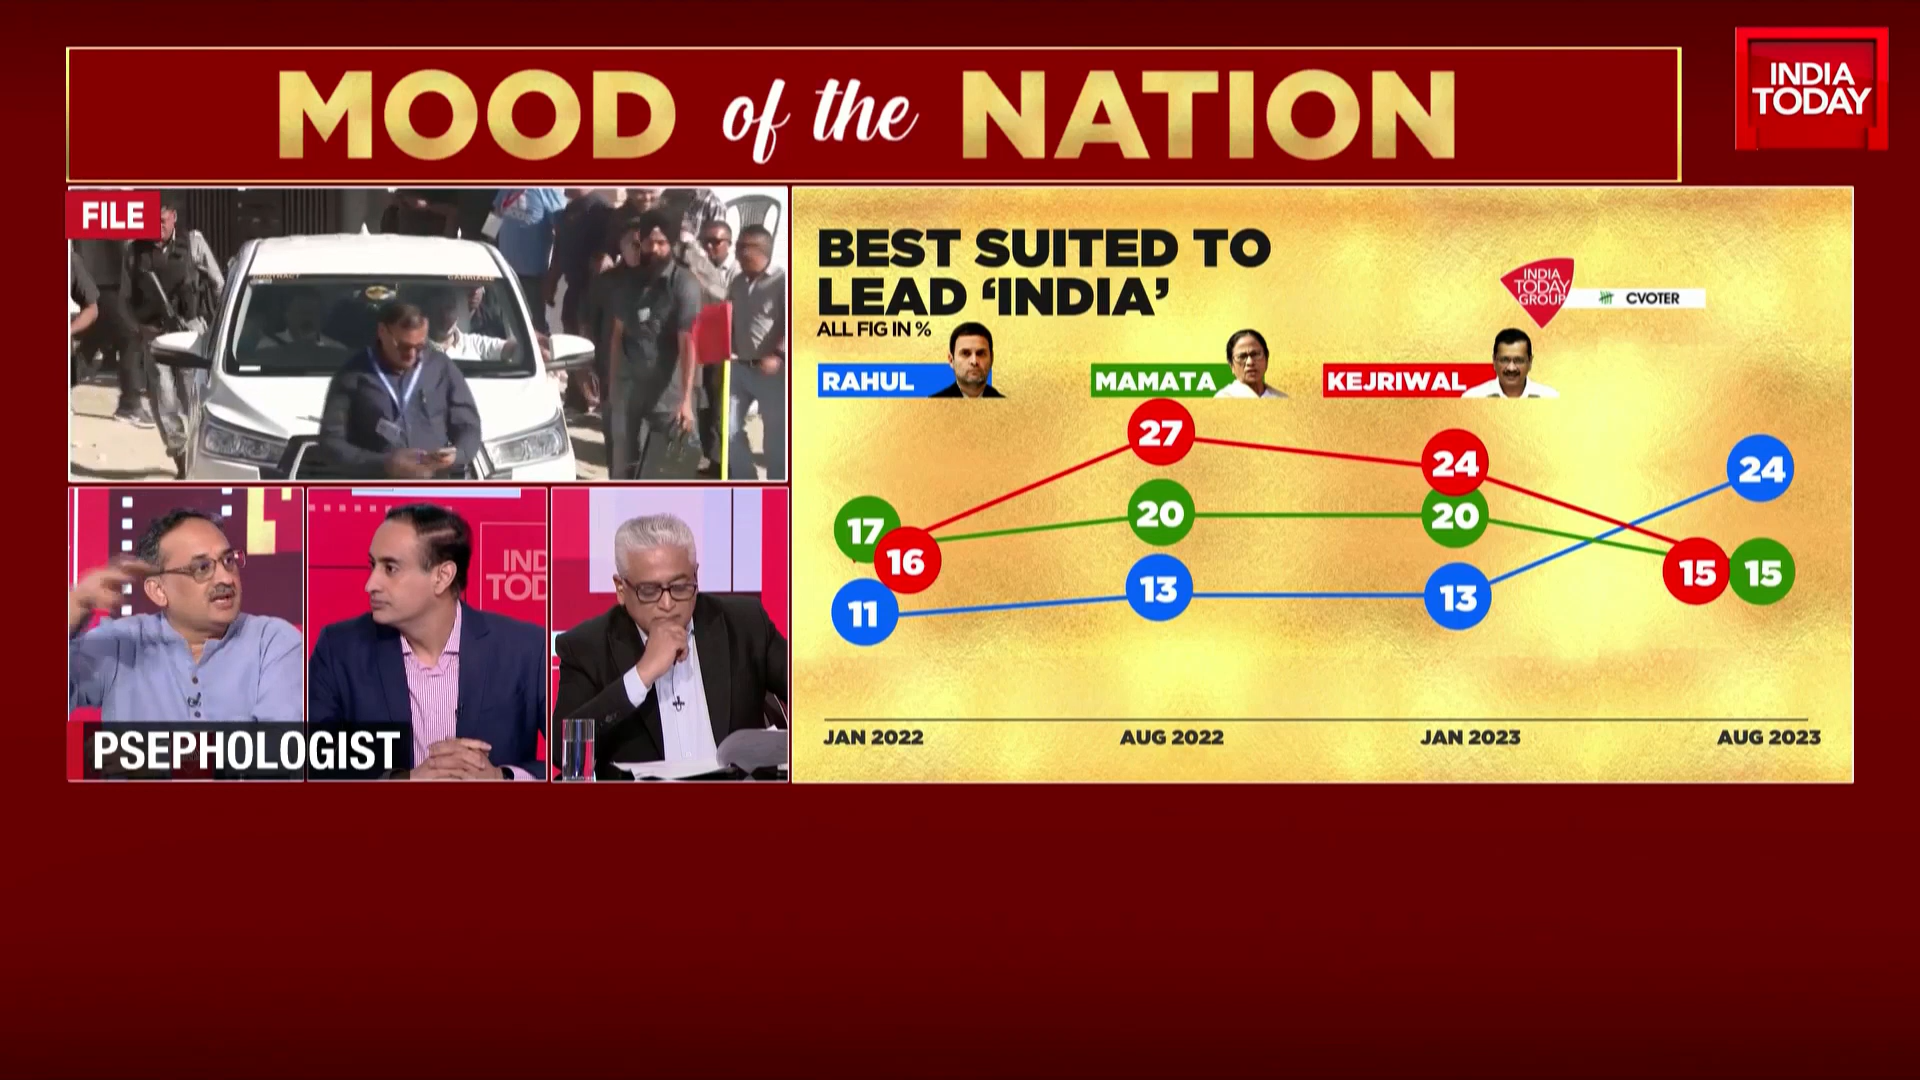 MOOD of the NATION
INDIA
TODAY
FILE
BEST SUITED TO
LEAD ‘INDIA’
ALL FIG IN %
INDIA
TODAY
GROUP
CVOTER
RAHUL
MAMATA
KEJRIWAL
27
24
24
17
20
20
16
15
15
11
13
13
JAN 2022
AUG 2022
JAN 2023
AUG 2023
IND
TOD
PSEPHOLOGIST